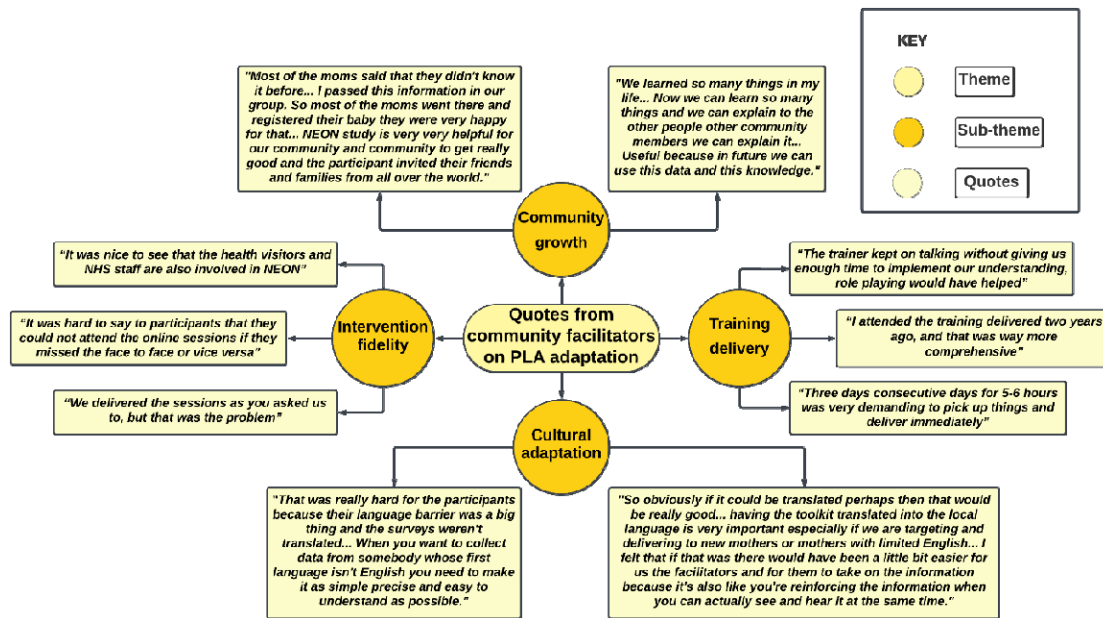 KEY
Theme
Sub-theme
Quotes
"Most of the moms said that they didn't know
it before... I passed this information in our
group. So most of the moms went there and
registered their baby they were very happy
for that... NEON study is very very helpful for
our community and community to get really
good and the participant invited their friends
and families from all over the world."
"We learned so many things in my
life... Now we can learn so many
things and we can explain to the
other people other community
members we can explain it...
Useful because in future we can
use this data and this knowledge."
Community
growth
"It was nice to see that the health visitors and
NHS staff are also involved in NEON"
"It was hard to say to participants that they
could not attend the online sessions if they
missed the face to face or vice versa"
"We delivered the sessions as you asked us
to, but that was the problem"
Intervention
fidelity
Quotes from
community facilitators
on PLA adaptation
Training
delivery
"The trainer kept on talking without giving us
enough time to implement our understanding,
role playing would have helped"
"I attended the training delivered two years
ago, and that was way more
comprehensive"
"Three days consecutive days for 5-6 hours
was very demanding to pick up things and
deliver immediately"
Cultural
adaptation
"That was really hard for the participants
because their language barrier was a big
thing and the surveys weren't
translated... When you want to collect
data from somebody whose first
language isn't English you need to make
it as simple precise and easy to
understand as possible."
"So obviously if it could be translated perhaps then that would
be really good... having the toolkit translated into the local
language is very important especially if we are targeting and
delivering to new mothers or mothers with limited English... I
felt that if that was there would have been a little bit easier for
us the facilitators and for them to take on the information
because it's also like you're reinforcing the information when
you can actually see and hear it at the same time."